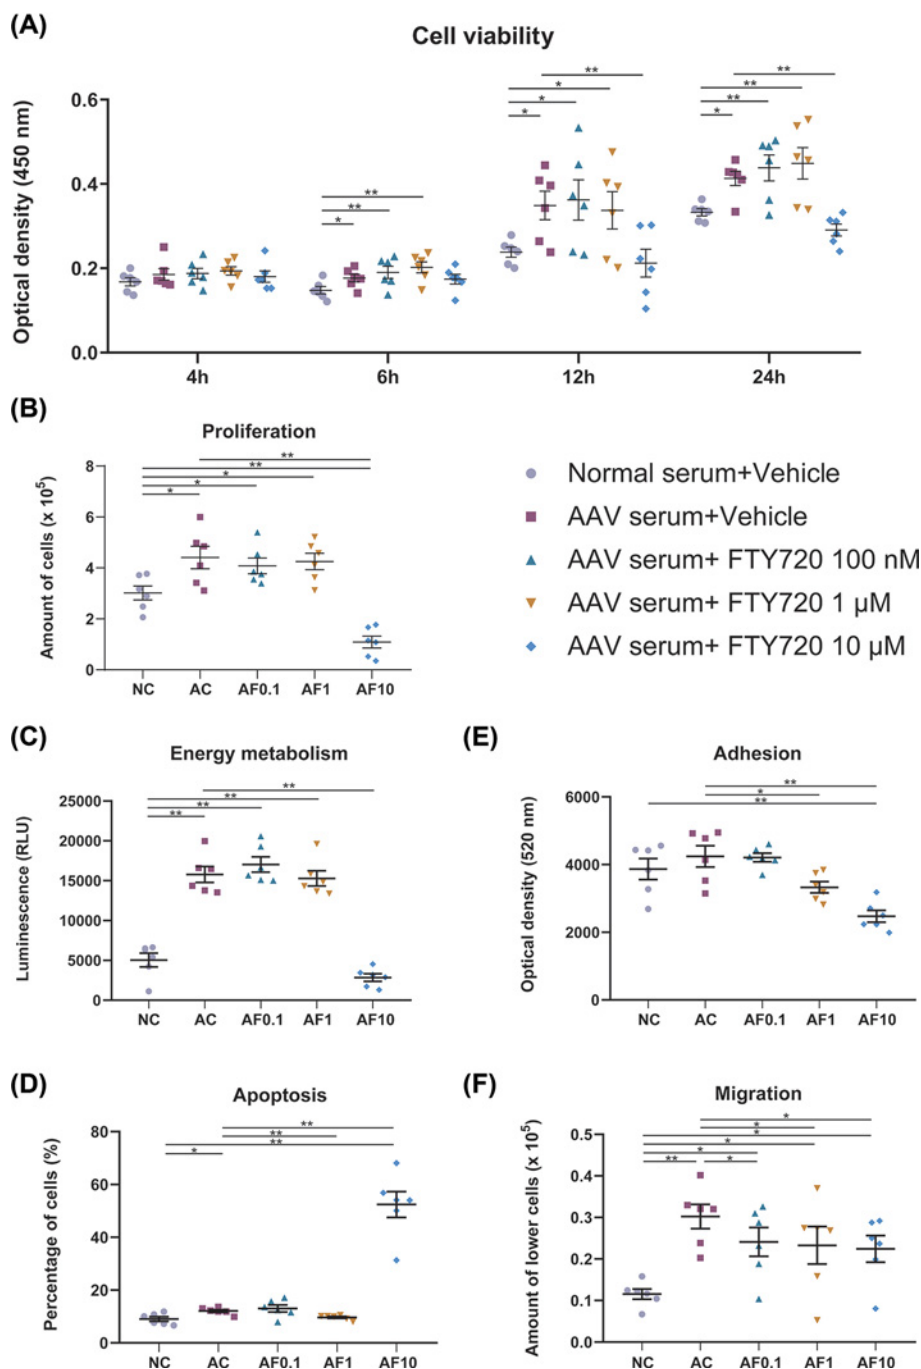 (A)
Cell viability
Optical density (450 nm)
0.6
0.4
0.2
0.0
** * * *
** ** ** *
** ** *
4h 6h 12h 24h
(B)
Proliferation
Amount of cells (x 10⁵)
8
6
4
2
0
**
**
*
*
*
NC AC AF0.1 AF1 AF10
Normal serum+Vehicle
AAV serum+Vehicle
AAV serum+ FTY720 100 nM
AAV serum+ FTY720 1 µM
AAV serum+ FTY720 10 µM
(C)
Energy metabolism
Luminescence (RLU)
25000
20000
15000
10000
5000
0
**
**
**
**
NC AC AF0.1 AF1 AF10
(E)
Adhesion
Optical density (520 nm)
6000
4000
2000
0
**
*
**
NC AC AF0.1 AF1 AF10
(D)
Apoptosis
Percentage of cells (%)
80
60
40
20
0
**
**
**
*
NC AC AF0.1 AF1 AF10
(F)
Migration
Amount of lower cells (x 10⁵)
0.5
0.4
0.3
0.2
0.1
0.0
*
*
*
*
*
** *
NC AC AF0.1 AF1 AF10